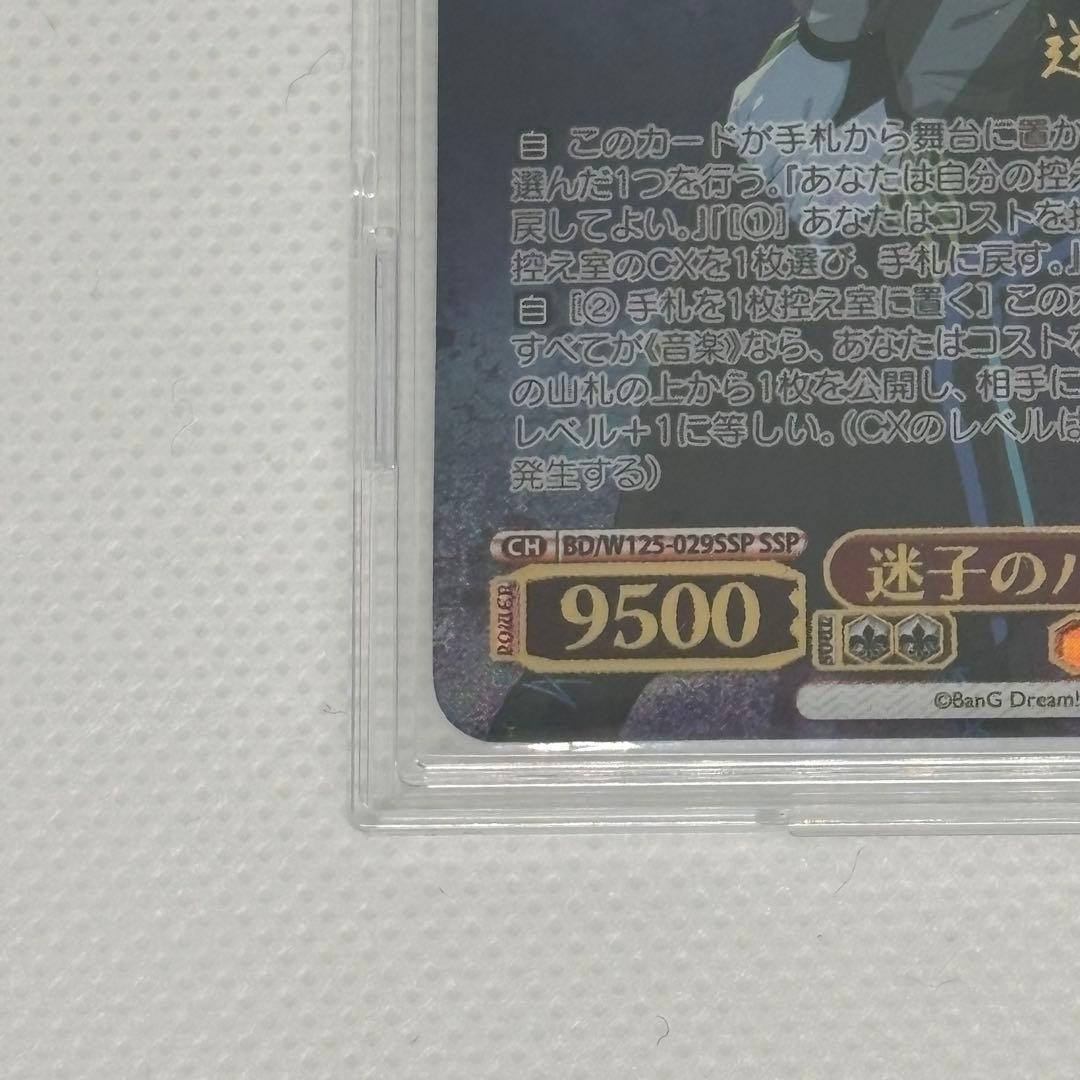 迷
自 このカードが手札から舞台に置か
選んだ1つを行う。『あなたは自分の控え
戻してよい。』『[①] あなたはコストを払
控え室のCXを1枚選び、手札に戻す。』
自 [② 手札を1枚控え室に置く] このカ
すべてが《音楽》なら、あなたはコストを
の山札の上から1枚を公開し、相手に
レベル+1に等しい。(CXのレベルは
発生する)
CH BD/W125-029SSP SSP
POWER 9500
迷子のバ
SOUL
©BanG Dream!